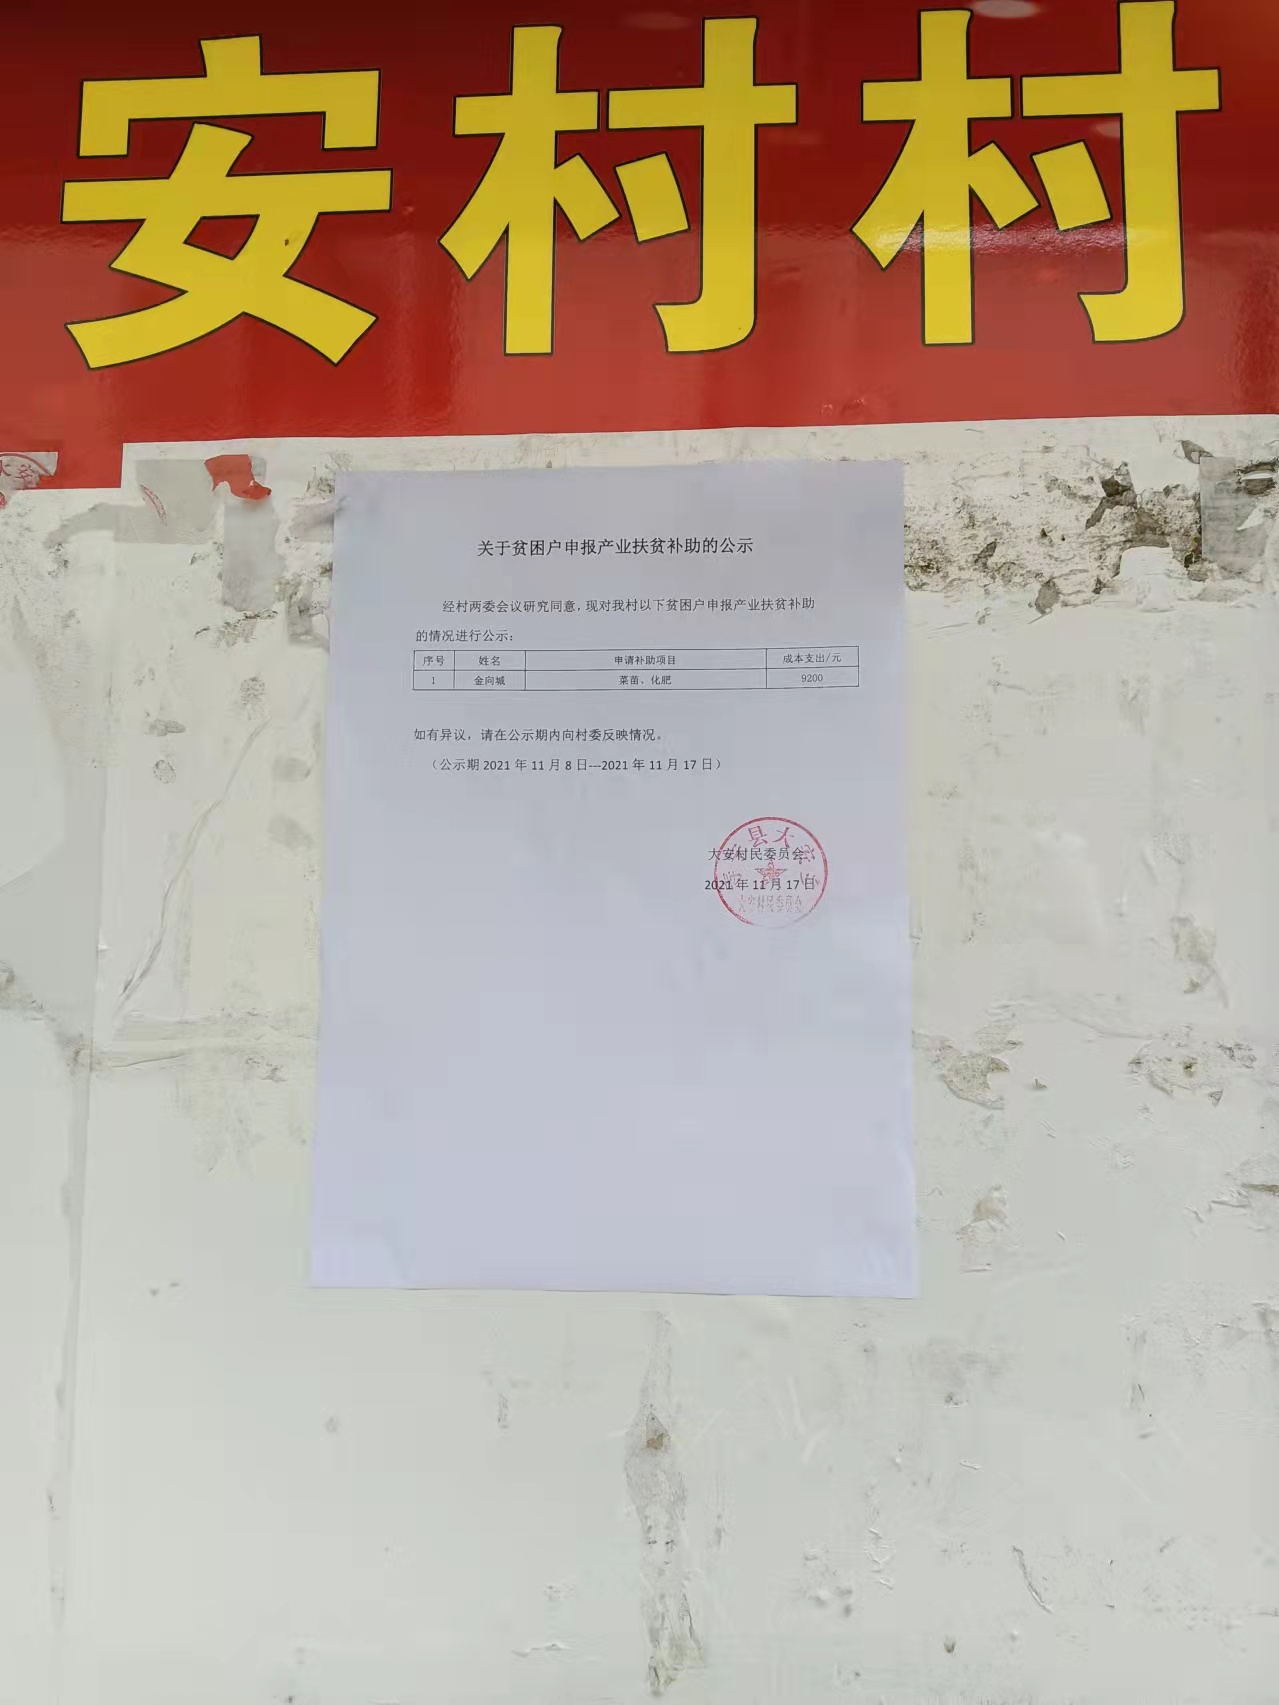 安村村
关于贫困户申报产业扶贫补助的公示
经村两委会议研究同意，现对我村以下贫困户申报产业扶贫补助
的情况进行公示：
序号 姓名 申请补助项目 成本支出/元
1 金向城 菜苗、化肥 9200
如有异议，请在公示期内向村委反映情况。
（公示期 2021 年 11 月 8 日---2021 年 11 月 17 日）
县大
大安村民委员会
2021 年 11 月 17 日